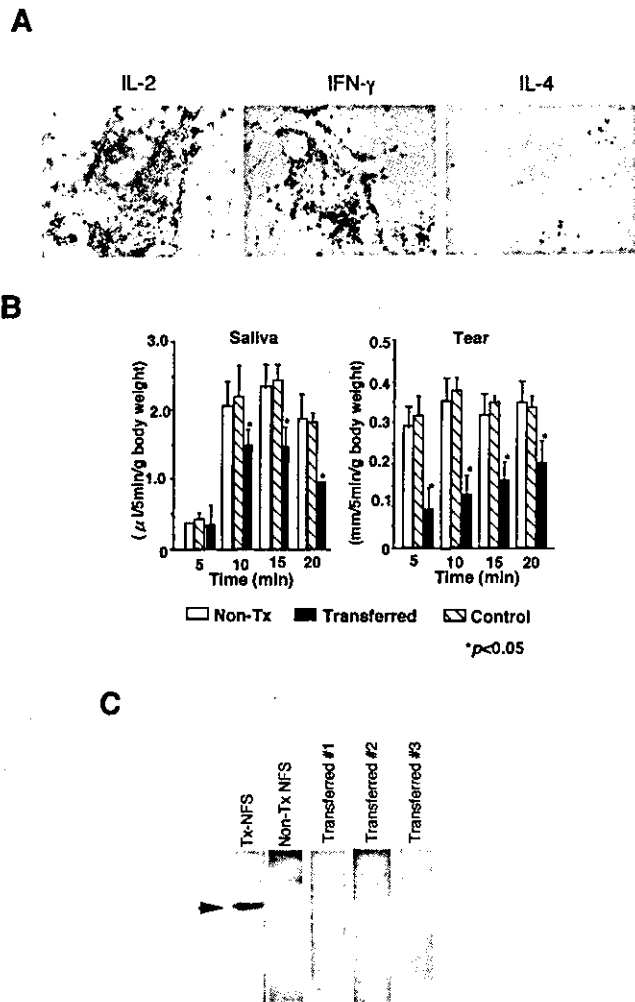 A
IL-2 IFN-γ IL-4
B
Saliva
(μl/5min/g body weight)
3.0
2.0
1.0
0
5 10 15 20
Time (min)
Tear
(mm/5min/g body weight)
0.5
0.4
0.3
0.2
0.1
0
5 10 15 20
Time (min)
Non-Tx Transferred Control
*p<0.05
C
Tx-NFS
Non-Tx NFS
Transferred #1
Transferred #2
Transferred #3